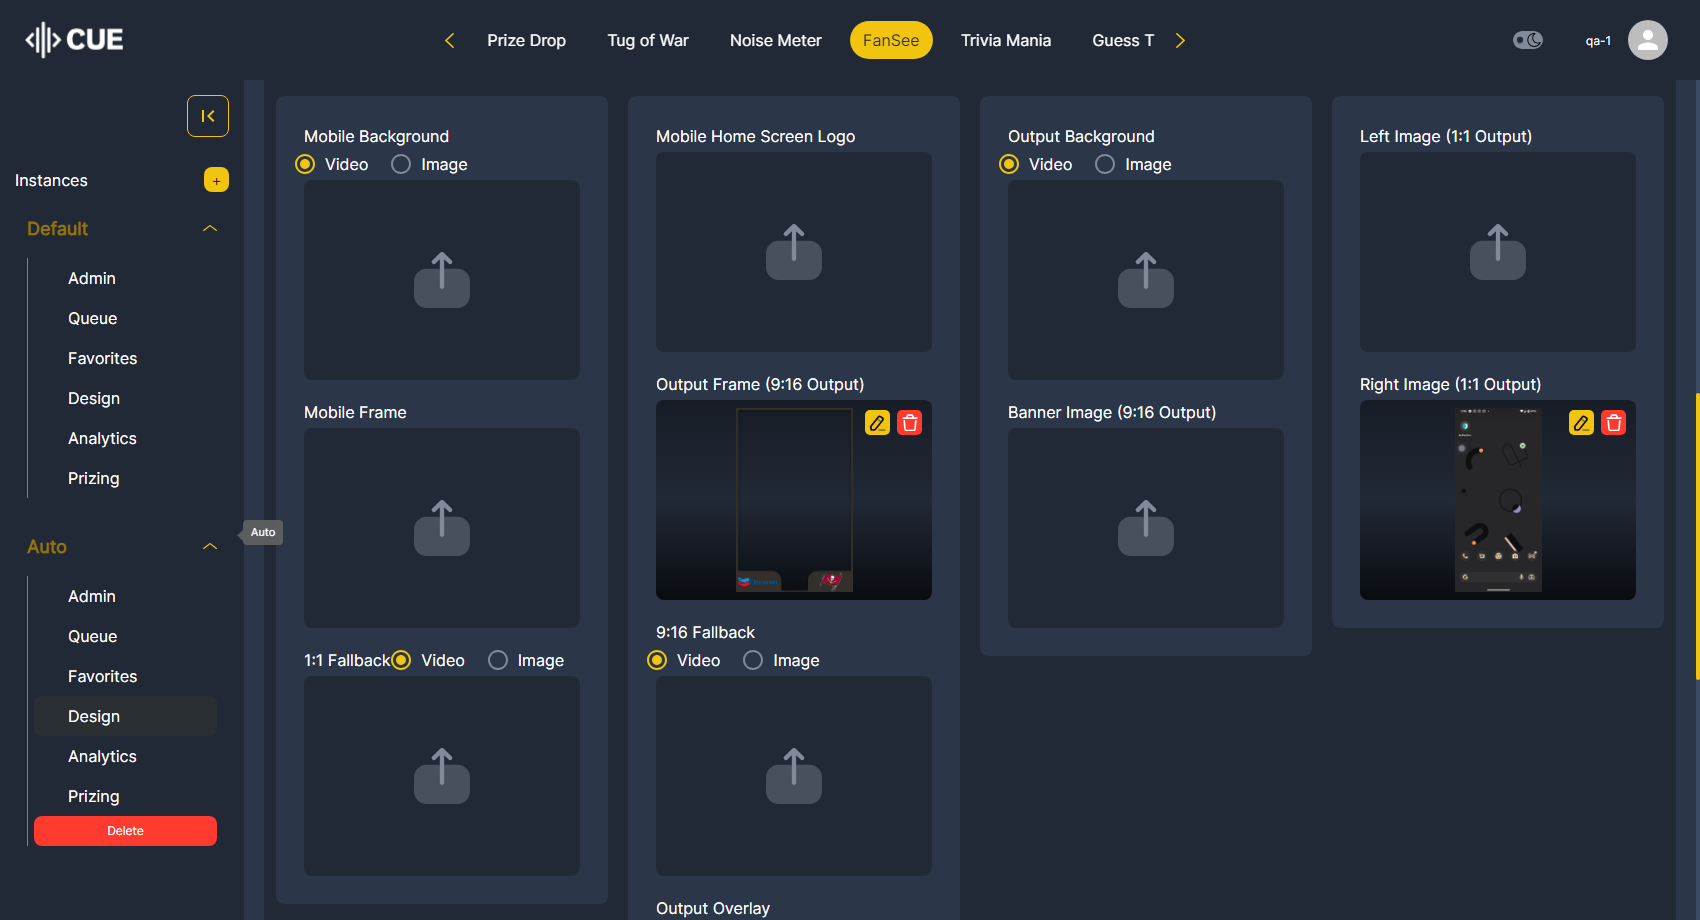 CUE
Prize Drop
Tug of War
Noise Meter
FanSee
Trivia Mania
Guess T
qa-1
Instances
+
Default
Admin
Queue
Favorites
Design
Analytics
Prizing
Auto
Auto
Admin
Queue
Favorites
Design
Analytics
Prizing
Delete
Mobile Background
Video
Image
Mobile Frame
1:1 Fallback
Video
Image
Mobile Home Screen Logo
Output Frame (9:16 Output)
9:16 Fallback
Video
Image
Output Overlay
Output Background
Video
Image
Banner Image (9:16 Output)
Left Image (1:1 Output)
Right Image (1:1 Output)